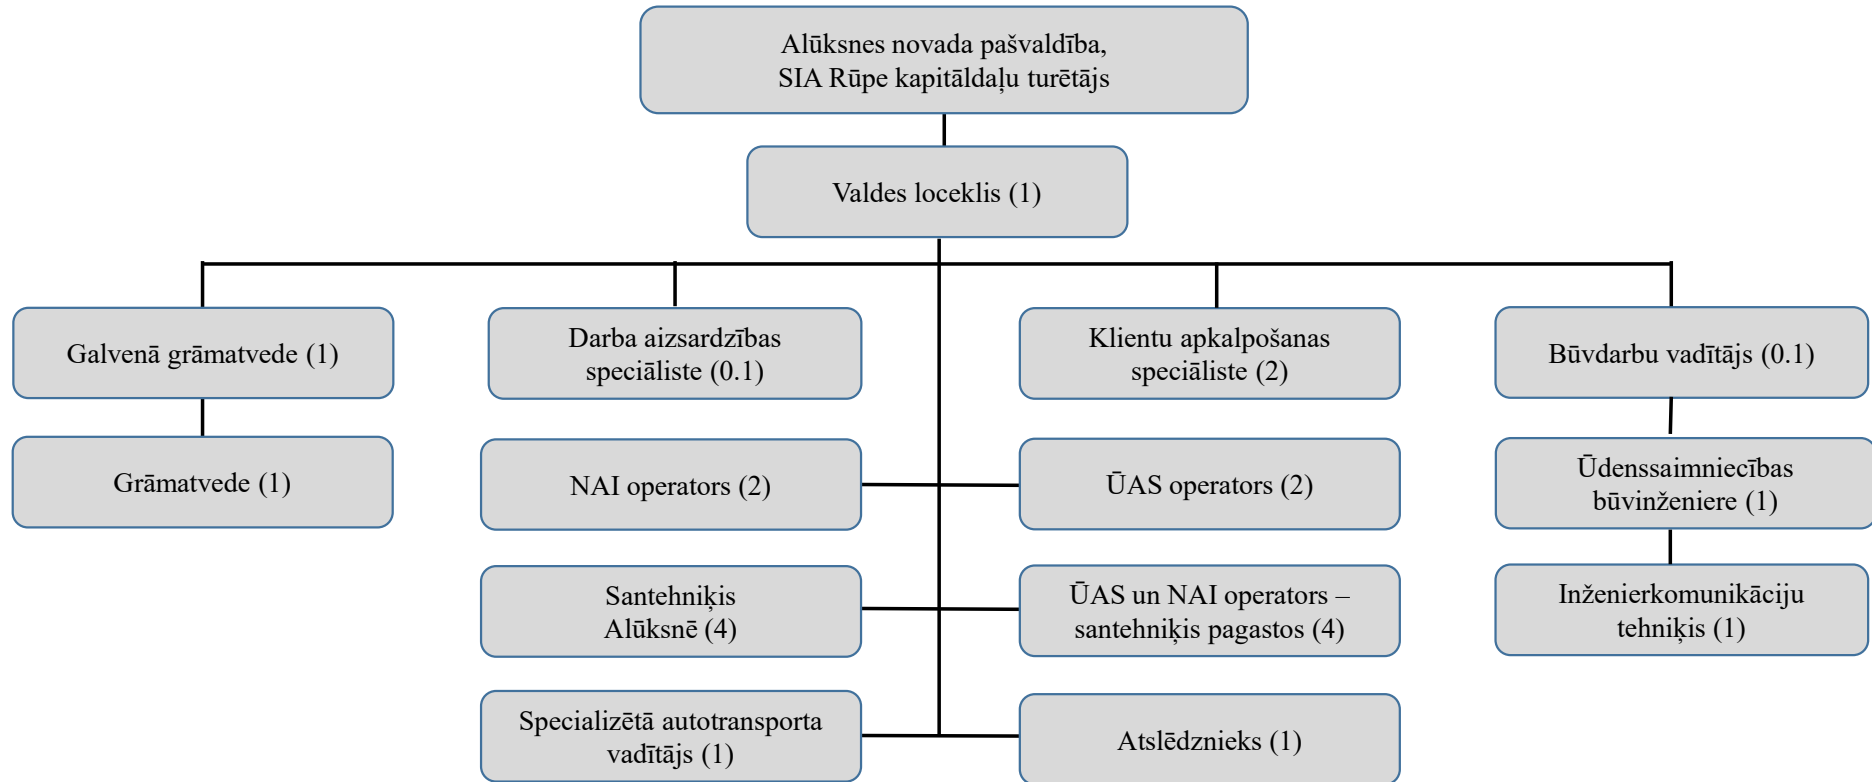 Alūksnes novada pašvaldība,
SIA Rūpe kapitāldaļu turētājs
Valdes loceklis (1)
Galvenā grāmatvede (1)
Darba aizsardzības
speciāliste (0.1)
Klientu apkalpošanas
speciāliste (2)
Būvdarbu vadītājs (0.1)
Grāmatvede (1)
NAI operators (2)
ŪAS operators (2)
Ūdenssaimniecības
būvinženiere (1)
Santehniķis
Alūksnē (4)
ŪAS un NAI operators –
santehniķis pagastos (4)
Inženierkomunikāciju
tehniķis (1)
Specializētā autotransporta
vadītājs (1)
Atslēdznieks (1)